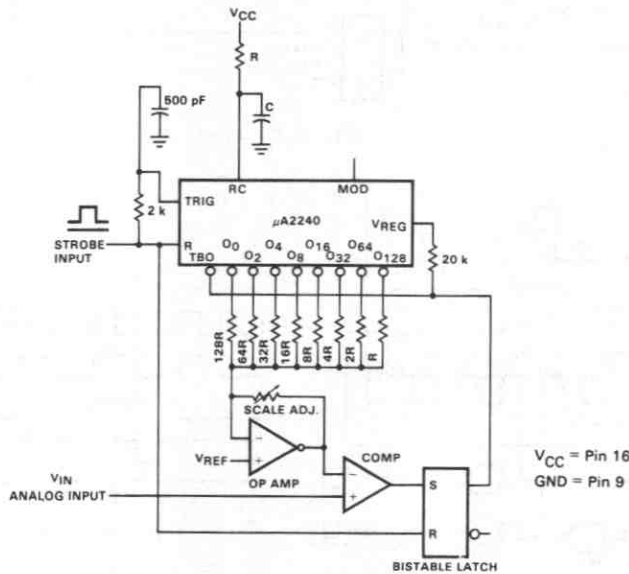 VCC
R
500 pF
C
RC
MOD
TRIG
µA2240
2 k
VREG
STROBE
INPUT
R
O0
O4
O16
O64
TBO
O2
O8
O32
O128
20 k
128R
64R
32R
16R
8R
4R
2R
R
SCALE ADJ.
−
VREF
+
OP AMP
COMP
−
+
VIN
ANALOG INPUT
S
R
BISTABLE LATCH
VCC = Pin 16
GND = Pin 9